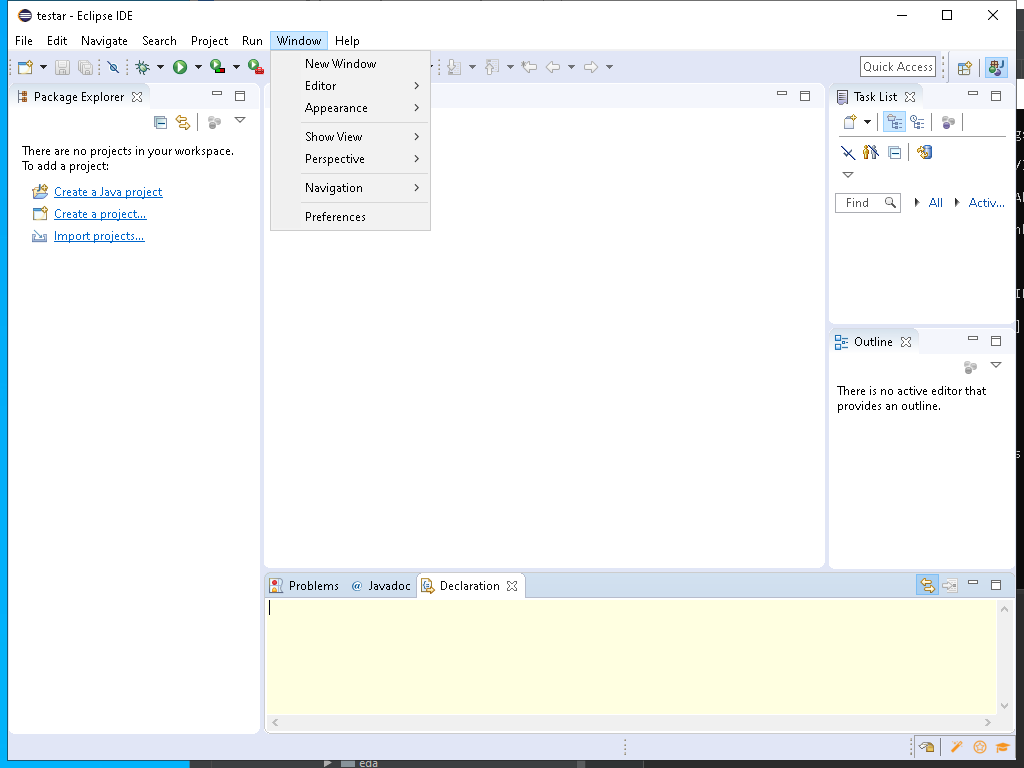 testar - Eclipse IDE
File Edit Navigate Search Project Run Window Help
Quick Access
New Window
Editor
Appearance
Show View
Perspective
Navigation
Preferences
Package Explorer
There are no projects in your workspace.
To add a project:
Create a Java project
Create a project...
Import projects...
Task List
Find All Activ...
Outline
There is no active editor that
provides an outline.
Problems @ Javadoc Declaration
eda